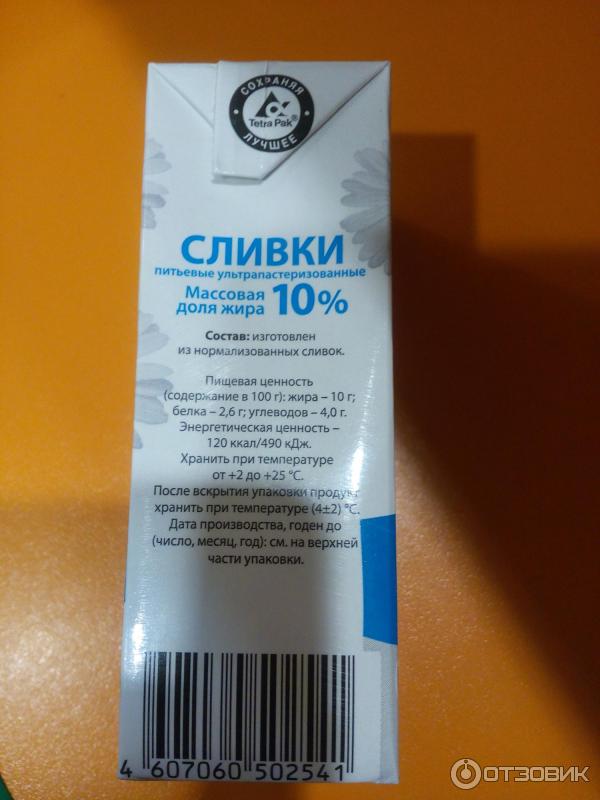 СОХРАНЯЯ
Tetra Pak®
ЛУЧШЕЕ
СЛИВКИ
питьевые ультрапастеризованные
Массовая
доля жира 10%
Состав: изготовлен
из нормализованных сливок.
Пищевая ценность
(содержание в 100 г): жира – 10 г;
белка – 2,6 г; углеводов – 4,0 г.
Энергетическая ценность –
120 ккал/490 кДж.
Хранить при температуре
от +2 до +25 °С.
После вскрытия упаковки продукт
хранить при температуре (4±2) °С.
Дата производства, годен до
(число, месяц, год): см. на верхней
части упаковки.
4 607060 502541
ОТЗОВИК